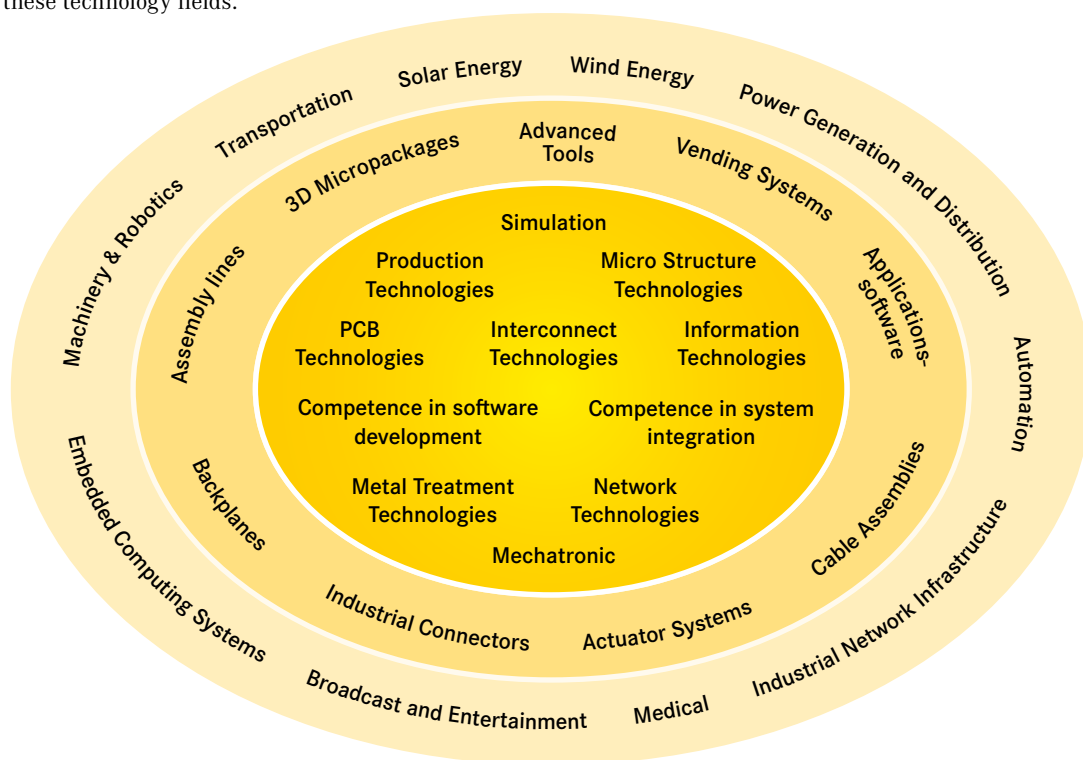 these technology fields.
Solar Energy
Wind Energy
Power Generation and Distribution
Transportation
Machinery & Robotics
Automation
Embedded Computing Systems
Industrial Network Infrastructure
Broadcast and Entertainment
Medical
Advanced
Tools
3D Micropackages
Vending Systems
Assembly lines
Applications-
software
Backplanes
Cable Assemblies
Industrial Connectors
Actuator Systems
Simulation
Production
Technologies
Micro Structure
Technologies
PCB
Technologies
Interconnect
Technologies
Information
Technologies
Competence in software
development
Competence in system
integration
Metal Treatment
Technologies
Network
Technologies
Mechatronic